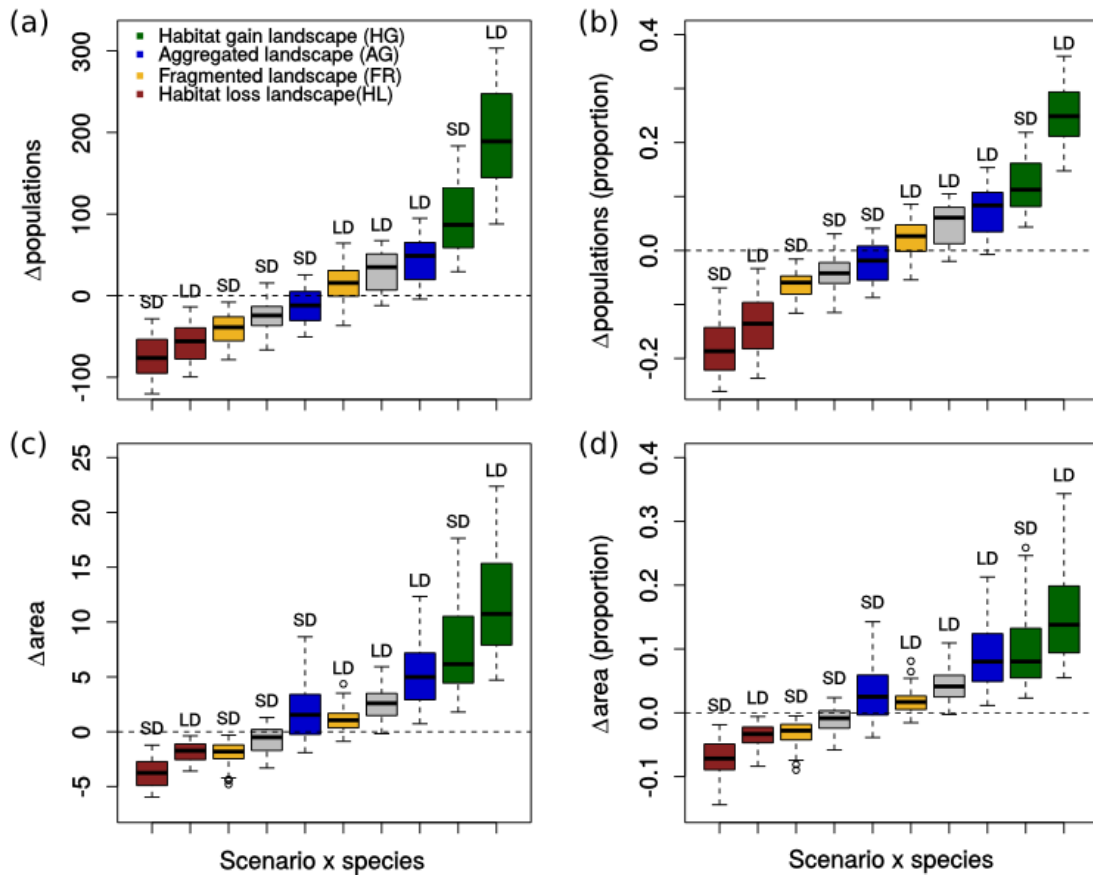 (a)
Δpopulations
300
200
100
0
-100
Habitat gain landscape (HG)
Aggregated landscape (AG)
Fragmented landscape (FR)
Habitat loss landscape(HL)
SD
LD
SD
SD
SD
LD
LD
LD
SD
LD
(b)
Δpopulations (proportion)
0.4
0.2
0.0
-0.2
SD
LD
SD
SD
SD
LD
LD
LD
SD
LD
(c)
Δarea
25
20
15
10
5
0
-5
SD
LD
SD
SD
SD
LD
LD
LD
SD
LD
Scenario x species
(d)
Δarea (proportion)
0.4
0.3
0.2
0.1
0.0
-0.1
SD
LD
SD
SD
SD
LD
LD
LD
SD
LD
Scenario x species